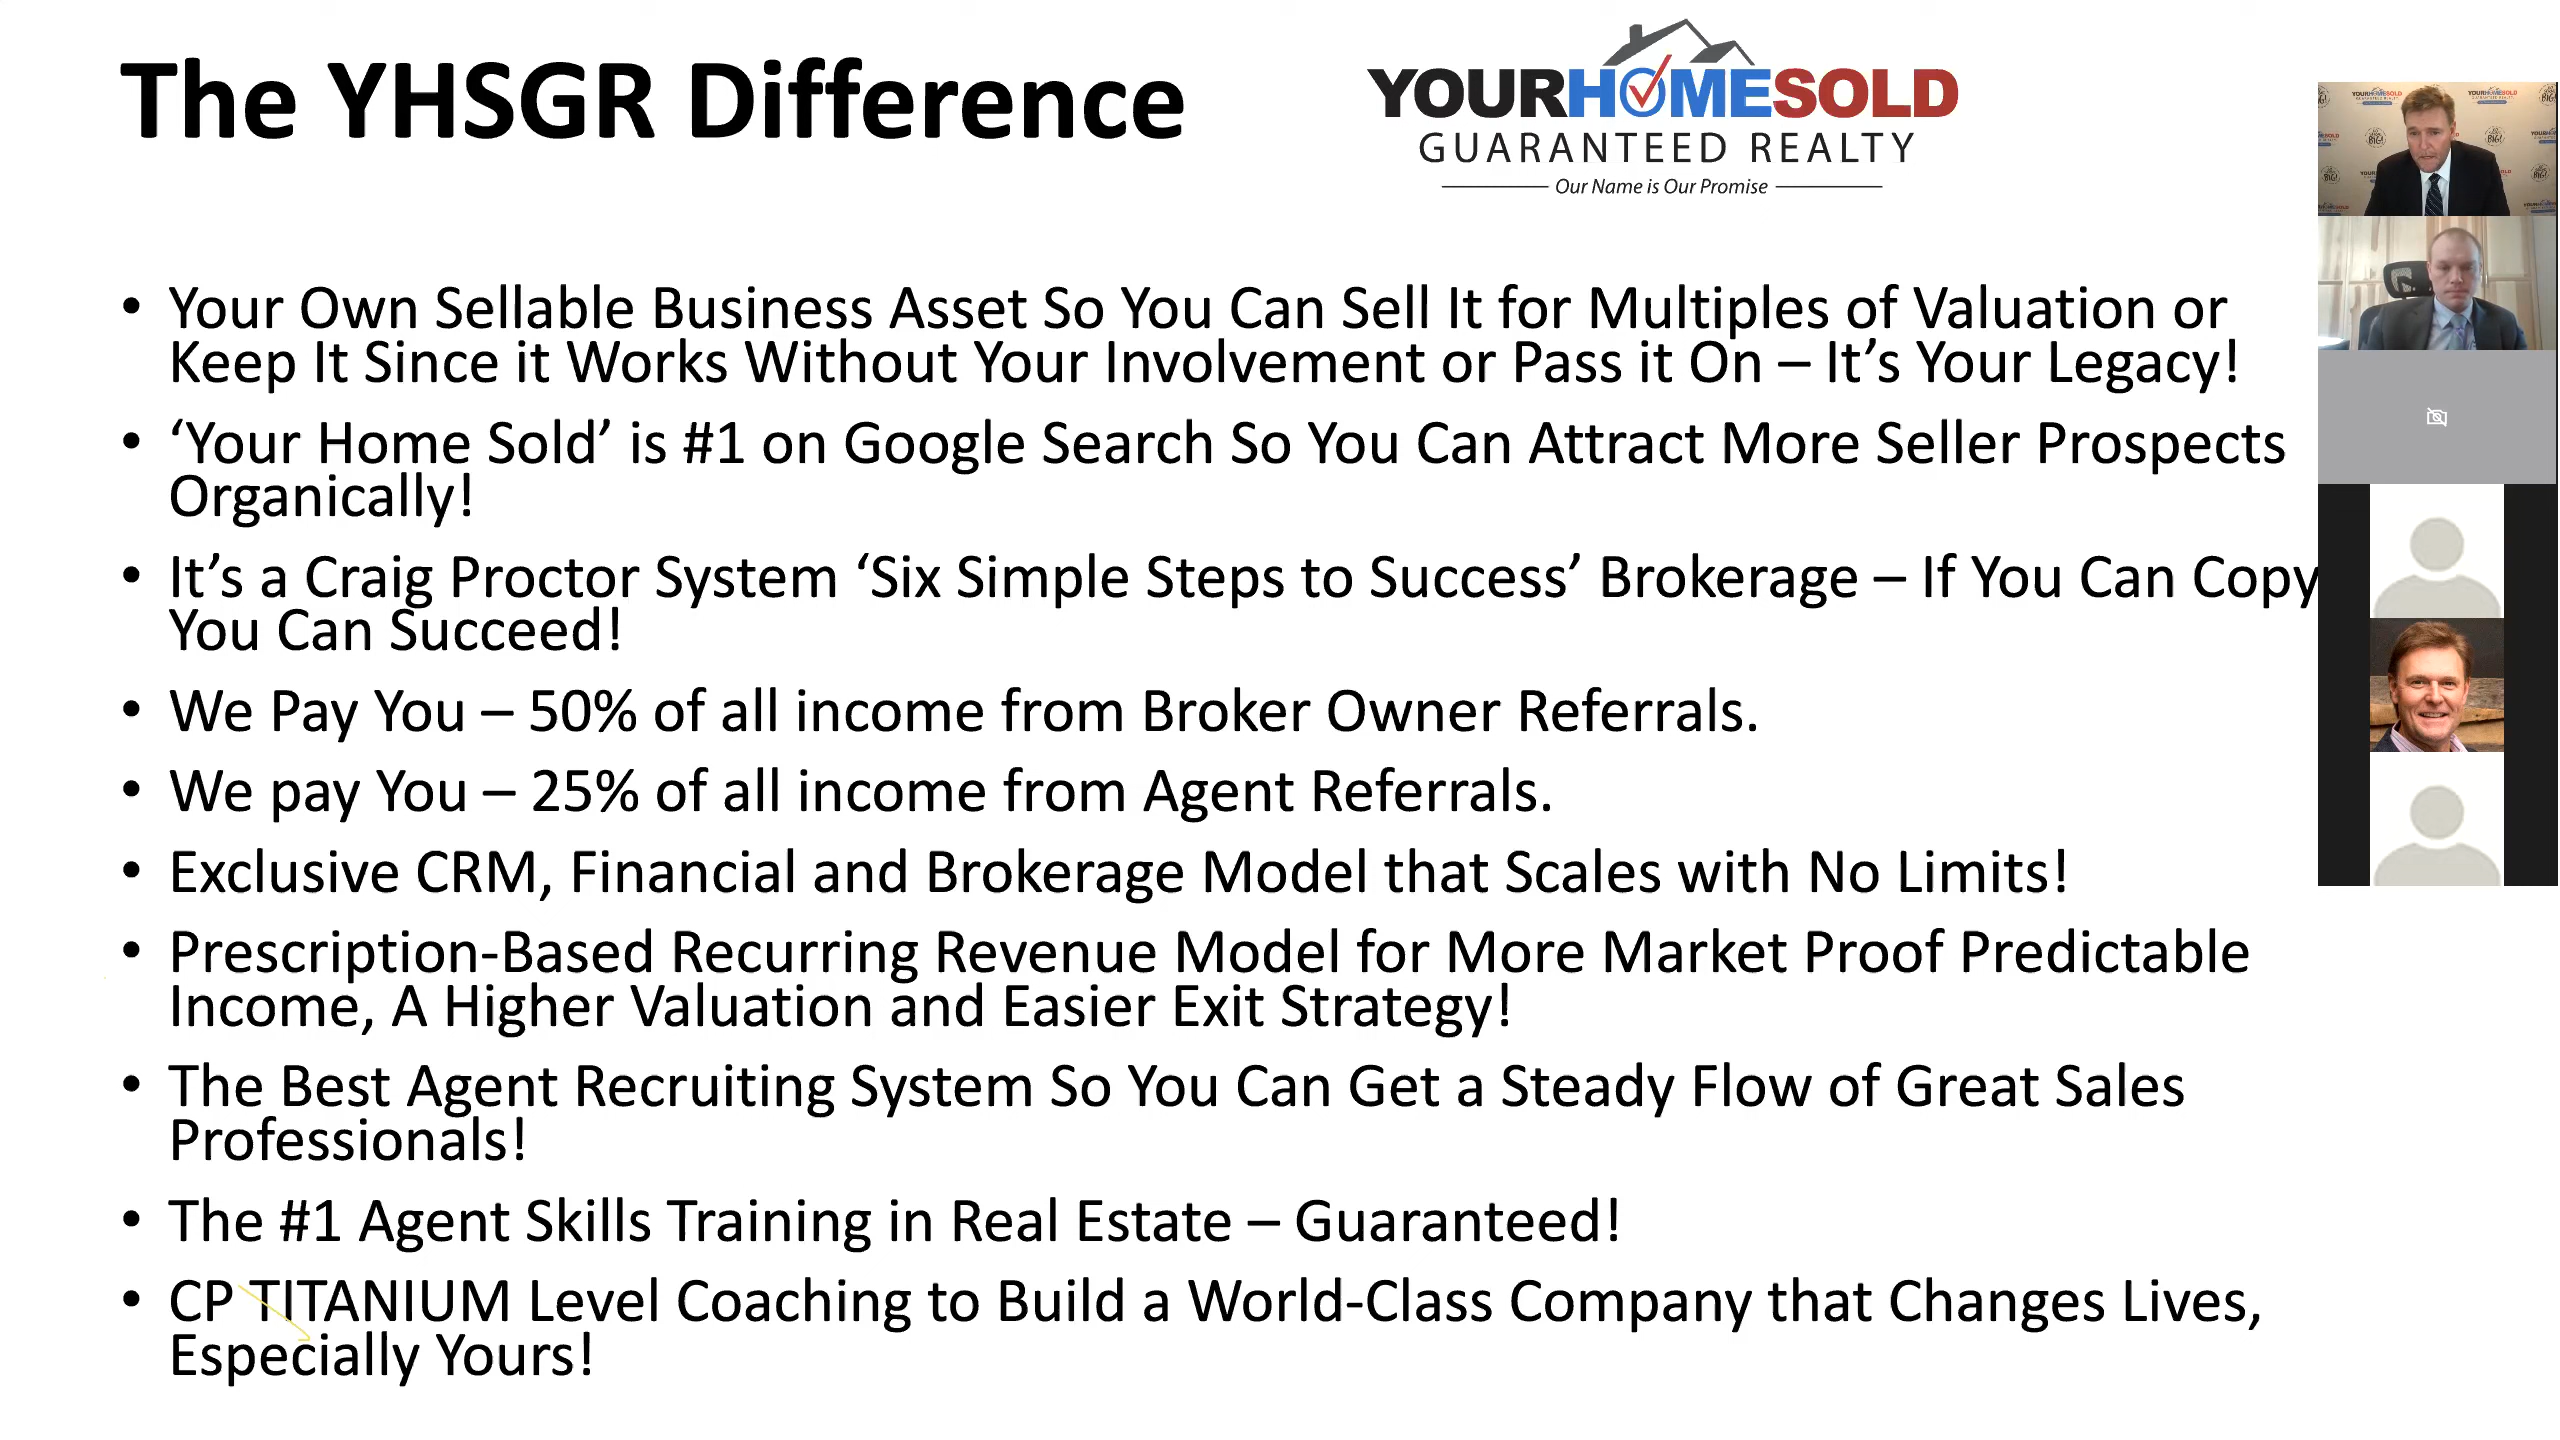 The YHSGR Difference
YOURHOMESOLD
GUARANTEED REALTY
Our Name is Our Promise
• Your Own Sellable Business Asset So You Can Sell It for Multiples of Valuation or
Keep It Since it Works Without Your Involvement or Pass it On – It’s Your Legacy!
• ‘Your Home Sold’ is #1 on Google Search So You Can Attract More Seller Prospects
Organically!
• It’s a Craig Proctor System ‘Six Simple Steps to Success’ Brokerage – If You Can Copy
You Can Succeed!
• We Pay You – 50% of all income from Broker Owner Referrals.
• We pay You – 25% of all income from Agent Referrals.
• Exclusive CRM, Financial and Brokerage Model that Scales with No Limits!
• Prescription-Based Recurring Revenue Model for More Market Proof Predictable
Income, A Higher Valuation and Easier Exit Strategy!
• The Best Agent Recruiting System So You Can Get a Steady Flow of Great Sales
Professionals!
• The #1 Agent Skills Training in Real Estate – Guaranteed!
• CP TITANIUM Level Coaching to Build a World-Class Company that Changes Lives,
Especially Yours!
YOURHOMESOLD
YOURHOMESOLD